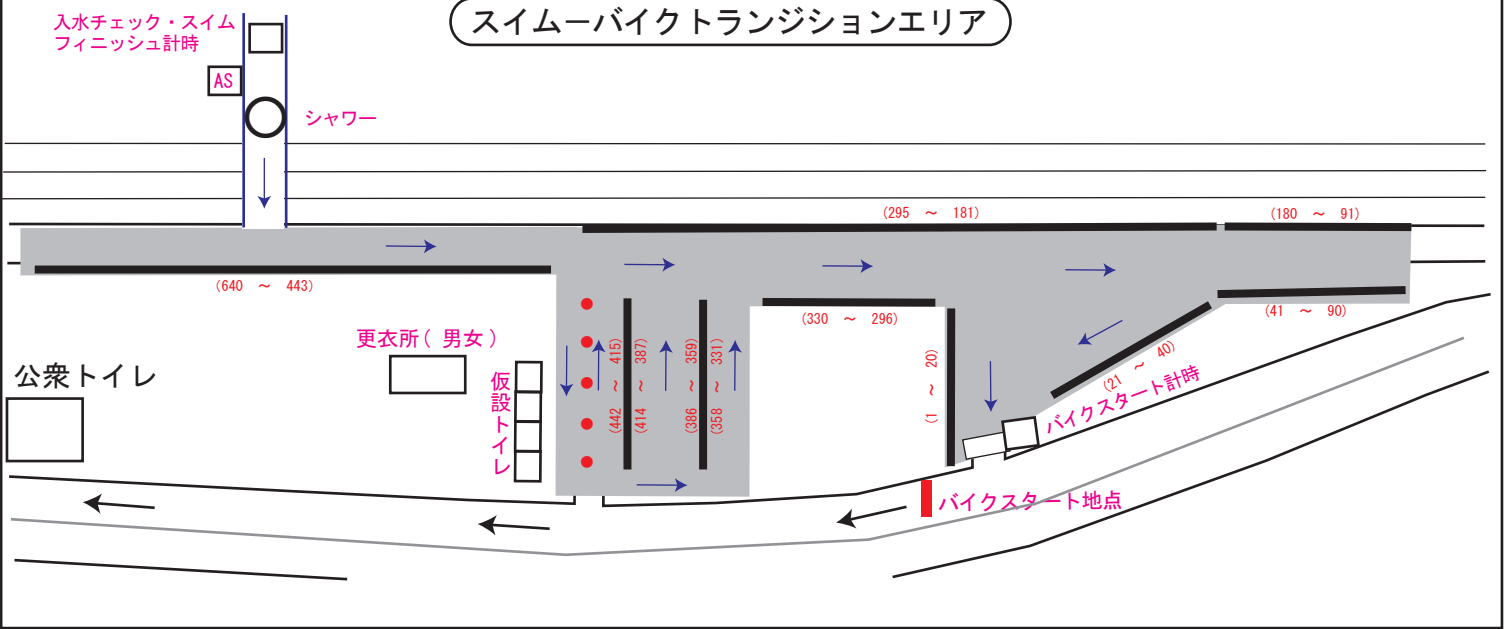 スイムーバイクトランジションエリア
入水チェック・スイム
フィニッシュ計時
AS
シャワー
(295 ～ 181)
(180 ～ 91)
(640 ～ 443)
(330 ～ 296)
(41 ～ 90)
更衣所( 男女 )
公衆トイレ
仮設トイレ
(442 ～ 415)
(414 ～ 387)
(386 ～ 359)
(358 ～ 331)
(1 ～ 20)
(21 ～ 40)
バイクスタート計時
バイクスタート地点